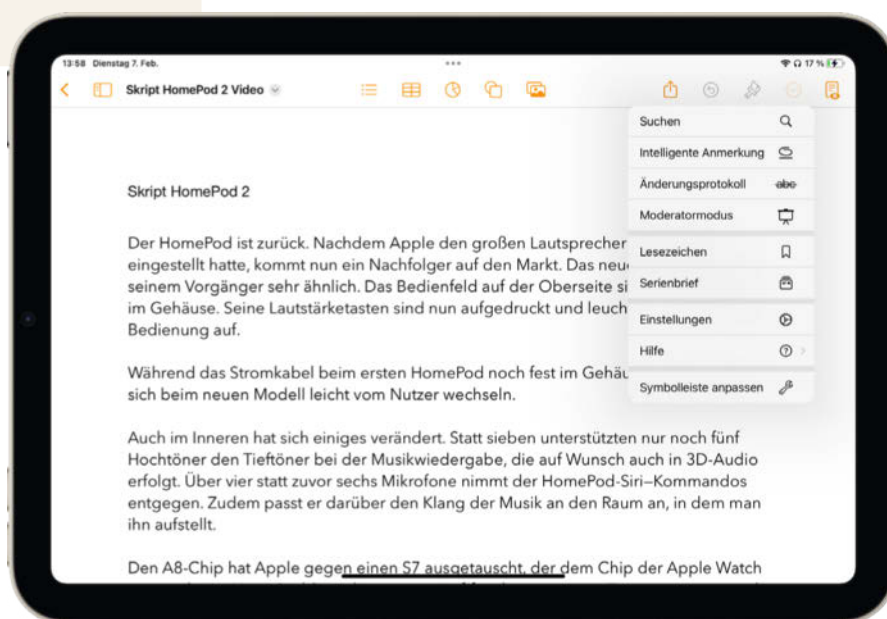 13:58 Dienstag 7. Feb.
17 %
Skript HomePod 2 Video
Suchen
Intelligente Anmerkung
Änderungsprotokoll
abc
Moderatormodus
Lesezeichen
Serienbrief
Einstellungen
Hilfe
Symbolleiste anpassen
Skript HomePod 2
Der HomePod ist zurück. Nachdem Apple den großen Lautsprecher
eingestellt hatte, kommt nun ein Nachfolger auf den Markt. Das
seinem Vorgänger sehr ähnlich. Das Bedienfeld auf der Oberseite
im Gehäuse. Seine Lautstärketasten sind nun aufgedruckt und
Bedienung auf.
Während das Stromkabel beim ersten HomePod noch fest im
sich beim neuen Modell leicht vom Nutzer wechseln.
Auch im Inneren hat sich einiges verändert. Statt sieben unterstützten nur noch fünf
Hochtöner den Tieftöner bei der Musikwiedergabe, die auf Wunsch auch in 3D-Audio
erfolgt. Über vier statt zuvor sechs Mikrofone nimmt der HomePod-Siri–Kommandos
entgegen. Zudem passt er darüber den Klang der Musik an den Raum an, in dem man
ihn aufstellt.
Den A8-Chip hat Apple gegen einen S7 ausgetauscht, der dem Chip der Apple Watch